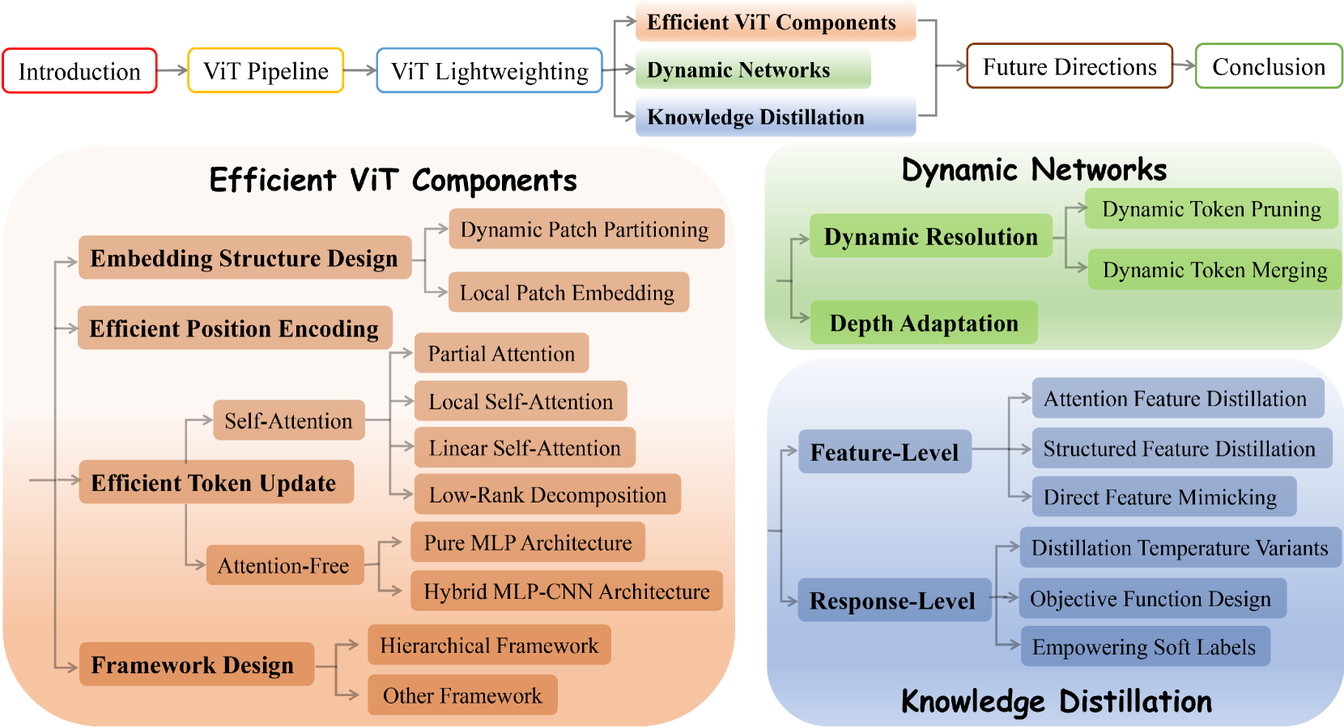 Introduction
ViT Pipeline
ViT Lightweighting
Efficient ViT Components
Dynamic Networks
Knowledge Distillation
Future Directions
Conclusion
Efficient ViT Components
Embedding Structure Design
Dynamic Patch Partitioning
Local Patch Embedding
Efficient Position Encoding
Efficient Token Update
Self-Attention
Partial Attention
Local Self-Attention
Linear Self-Attention
Low-Rank Decomposition
Attention-Free
Pure MLP Architecture
Hybrid MLP-CNN Architecture
Framework Design
Hierarchical Framework
Other Framework
Dynamic Networks
Dynamic Resolution
Dynamic Token Pruning
Dynamic Token Merging
Depth Adaptation
Feature-Level
Attention Feature Distillation
Structured Feature Distillation
Direct Feature Mimicking
Response-Level
Distillation Temperature Variants
Objective Function Design
Empowering Soft Labels
Knowledge Distillation